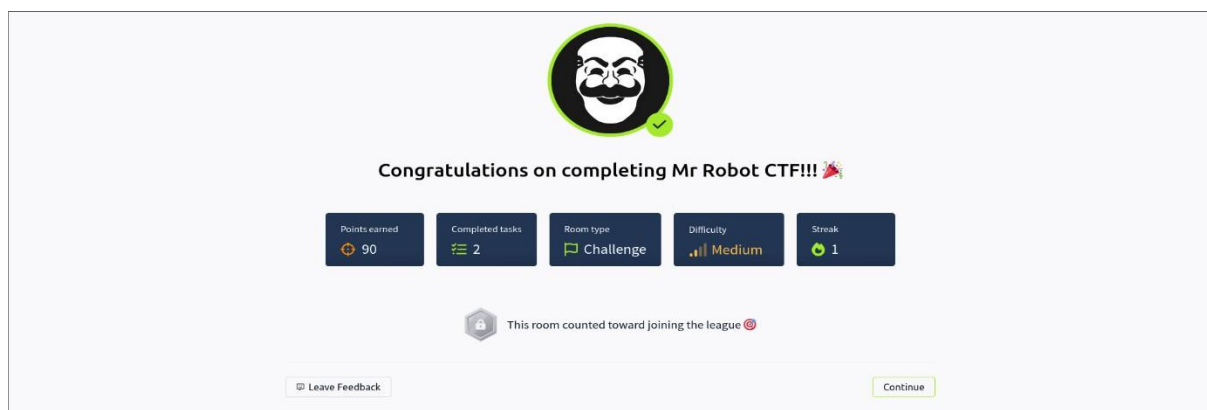 Congratulations on completing Mr Robot CTF!!! 🎉
Points earned
90
Completed tasks
2
Room type
Challenge
Difficulty
Medium
Streak
1
This room counted toward joining the league 🎯
Leave Feedback
Continue